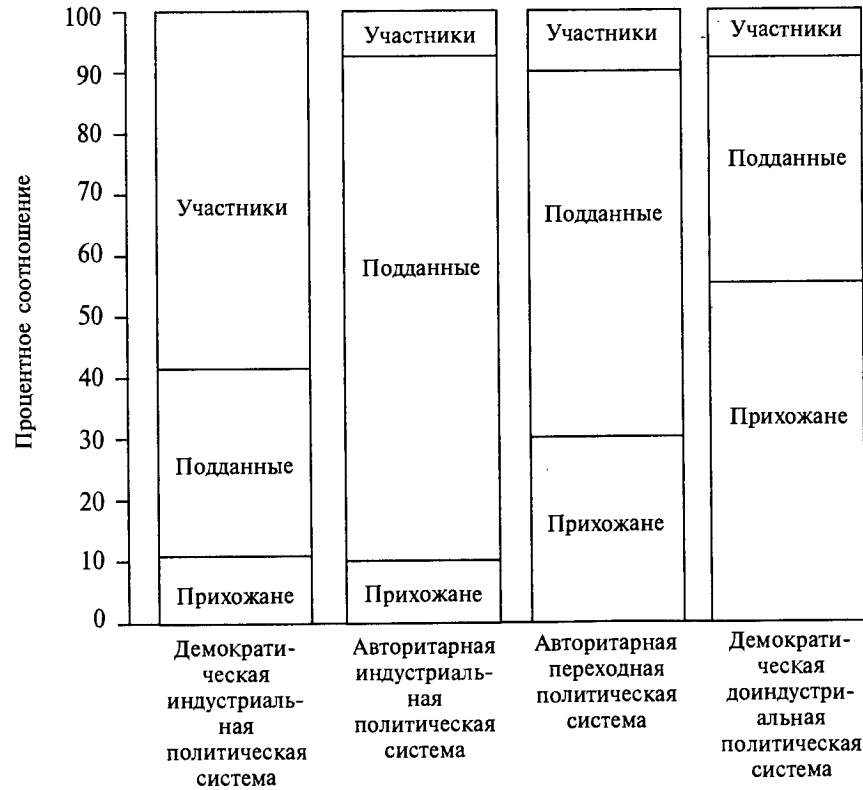 Процентное соотношение
100
90
80
70
60
50
40
30
20
10
0
Участники
Подданные
Прихожане
Участники
Подданные
Прихожане
Участники
Подданные
Прихожане
Участники
Подданные
Прихожане
Демократи-
ческая
индустриаль-
ная
политическая
система
Авторитарная
индустриаль-
ная
политическая
система
Авторитарная
переходная
политическая
система
Демократи-
ческая
доиндустри-
альная
политическая
система